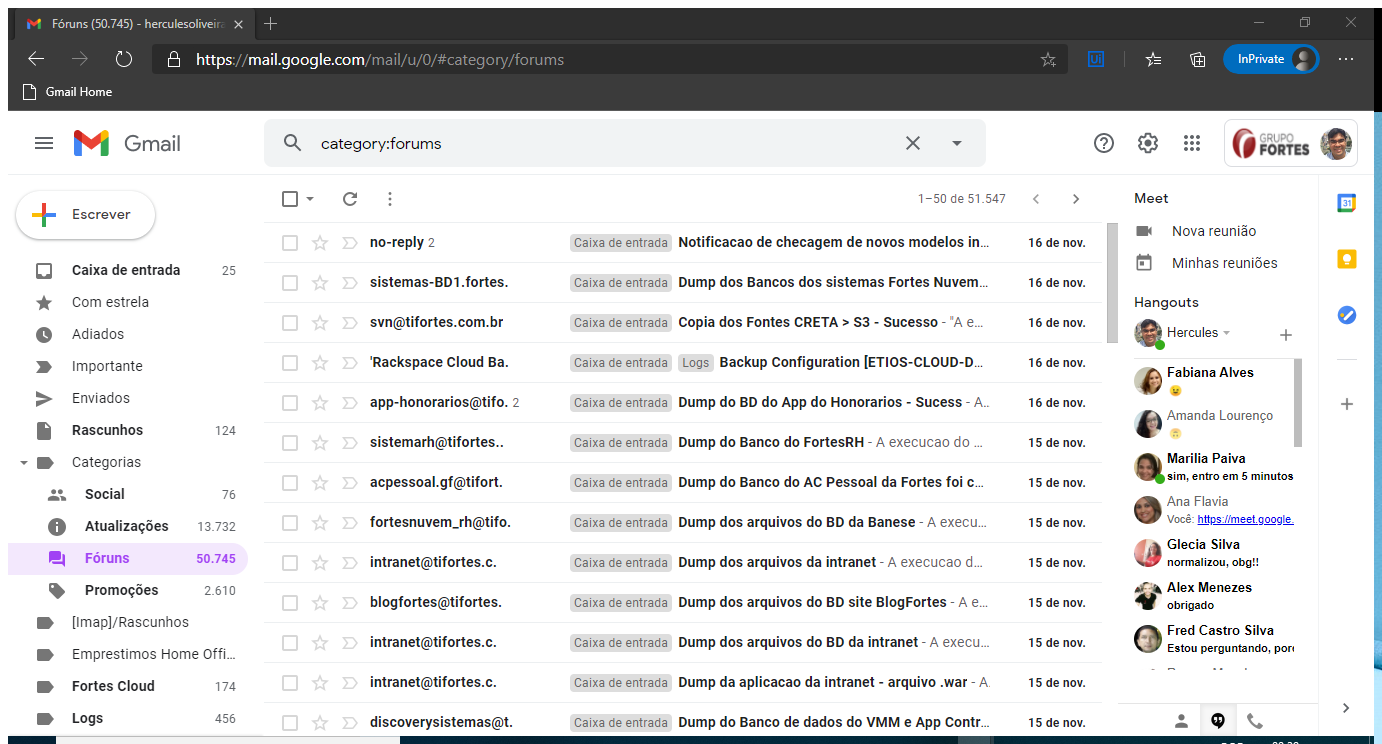 Fóruns (50.745) - herculesoliveira
https://mail.google.com/mail/u/0/#category/forums
InPrivate
Gmail Home
Gmail
category:forums
GRUPO
FORTES
Escrever
1–50 de 51.547
Caixa de entrada 25
Com estrela
Adiados
Importante
Enviados
Rascunhos 124
Categorias
Social 76
Atualizações 13.732
Fóruns 50.745
Promoções 2.610
[Imap]/Rascunhos
Emprestimos Home Offi...
Fortes Cloud 174
Logs 456
no-reply 2 Caixa de entrada Notificacao de checagem de novos modelos in... 16 de nov.
sistemas-BD1.fortes. Caixa de entrada Dump dos Bancos dos sistemas Fortes Nuvem... 16 de nov.
svn@tifortes.com.br Caixa de entrada Copia dos Fontes CRETA > S3 - Sucesso - "A e... 16 de nov.
'Rackspace Cloud Ba. Caixa de entrada Logs Backup Configuration [ETIOS-CLOUD-D... 16 de nov.
app-honorarios@tifo. 2 Caixa de entrada Dump do BD do App do Honorarios - Sucess - A... 16 de nov.
sistemarh@tifortes.. Caixa de entrada Dump do Banco do FortesRH - A execucao do ... 15 de nov.
acpessoal.gf@tifort. Caixa de entrada Dump do Banco do AC Pessoal da Fortes foi c... 15 de nov.
fortesnuvem_rh@tifo. Caixa de entrada Dump dos arquivos do BD da Banese - A execu... 15 de nov.
intranet@tifortes.c. Caixa de entrada Dump dos arquivos da intranet - A execucao d... 15 de nov.
blogfortes@tifortes. Caixa de entrada Dump dos arquivos do BD site BlogFortes - A e... 15 de nov.
intranet@tifortes.c. Caixa de entrada Dump dos arquivos do BD da intranet - A execu... 15 de nov.
intranet@tifortes.c. Caixa de entrada Dump da aplicacao da intranet - arquivo .war - A... 15 de nov.
discoverysistemas@t. Caixa de entrada Dump do Banco de dados do VMM e App Contr... 15 de nov.
Meet
Nova reunião
Minhas reuniões
Hangouts
Hercules
Fabiana Alves
😉
Amanda Lourenço
🙃
Marilia Paiva
sim, entro em 5 minutos
Ana Flavia
Você: https://meet.google.
Glecia Silva
normalizou, obg!!
Alex Menezes
obrigado
Fred Castro Silva
Estou perguntando, porq
31